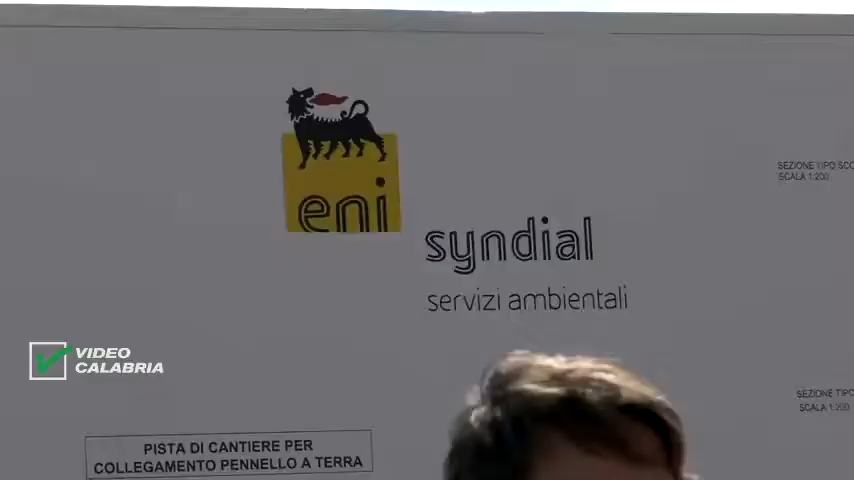 eni
syndial
servizi ambientali
SEZIONE TIPO
SCALA 1:200
VIDEO
CALABRIA
SEZIONE TIPO
SCALA 1:200
PISTA DI CANTIERE PER
COLLEGAMENTO PENNELLO A TERRA